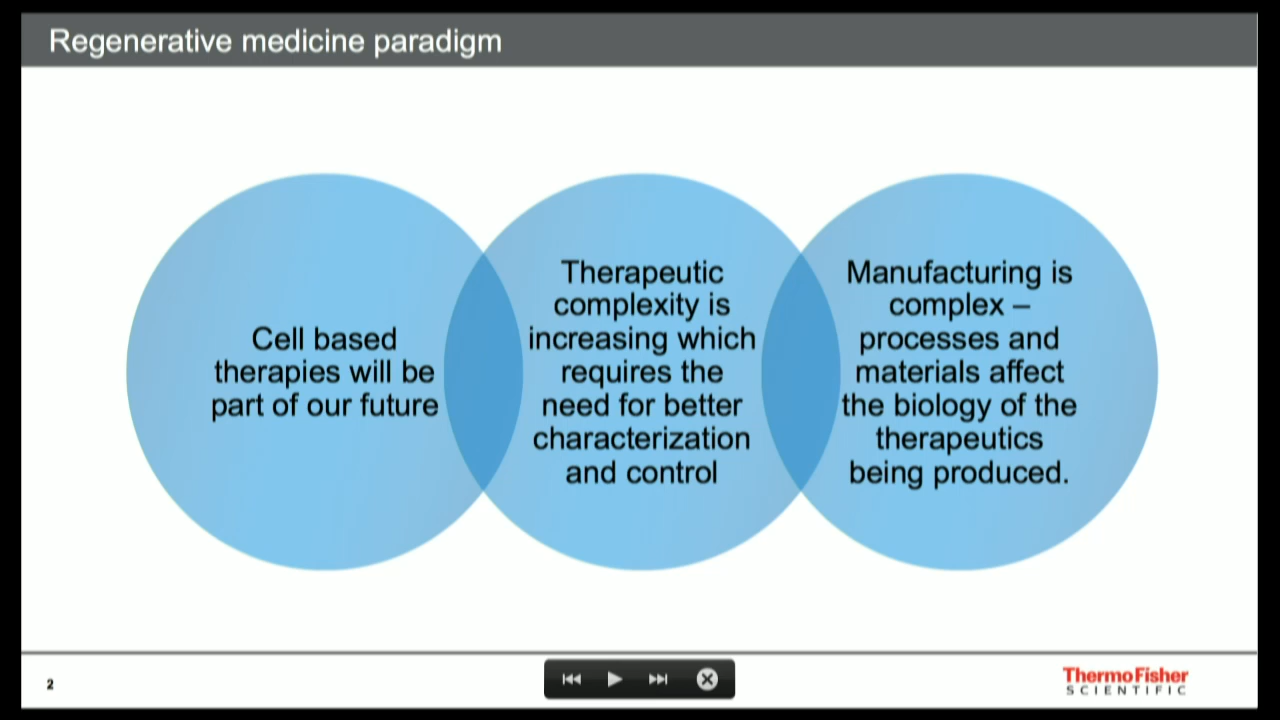 Regenerative medicine paradigm
Cell based
therapies will be
part of our future
Therapeutic
complexity is
increasing which
requires the
need for better
characterization
and control
Manufacturing is
complex –
processes and
materials affect
the biology of the
therapeutics
being produced.
2
ThermoFisher
SCIENTIFIC